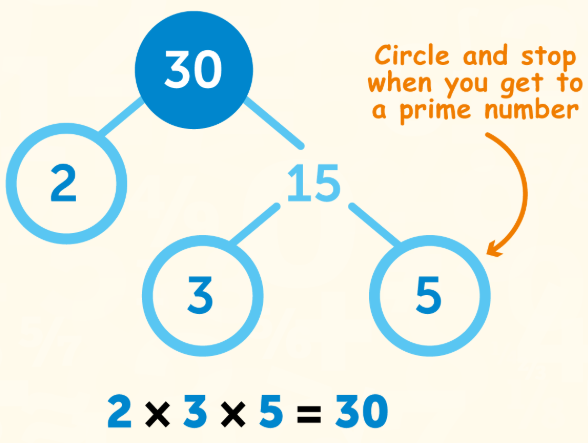 30
Circle and stop
when you get to
a prime number
2
15
3
5
2 × 3 × 5 = 30